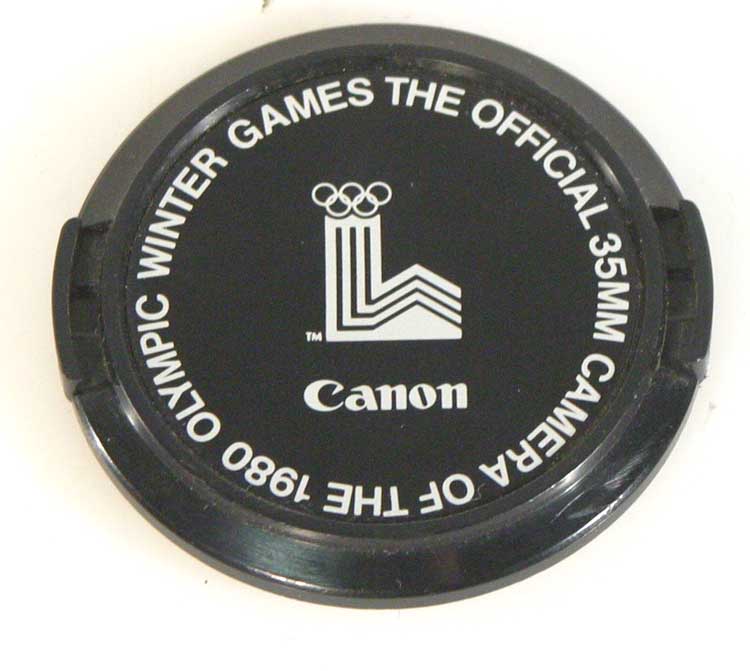 THE OFFICIAL 35MM CAMERA OF THE 1980 OLYMPIC WINTER GAMES
TM
Canon